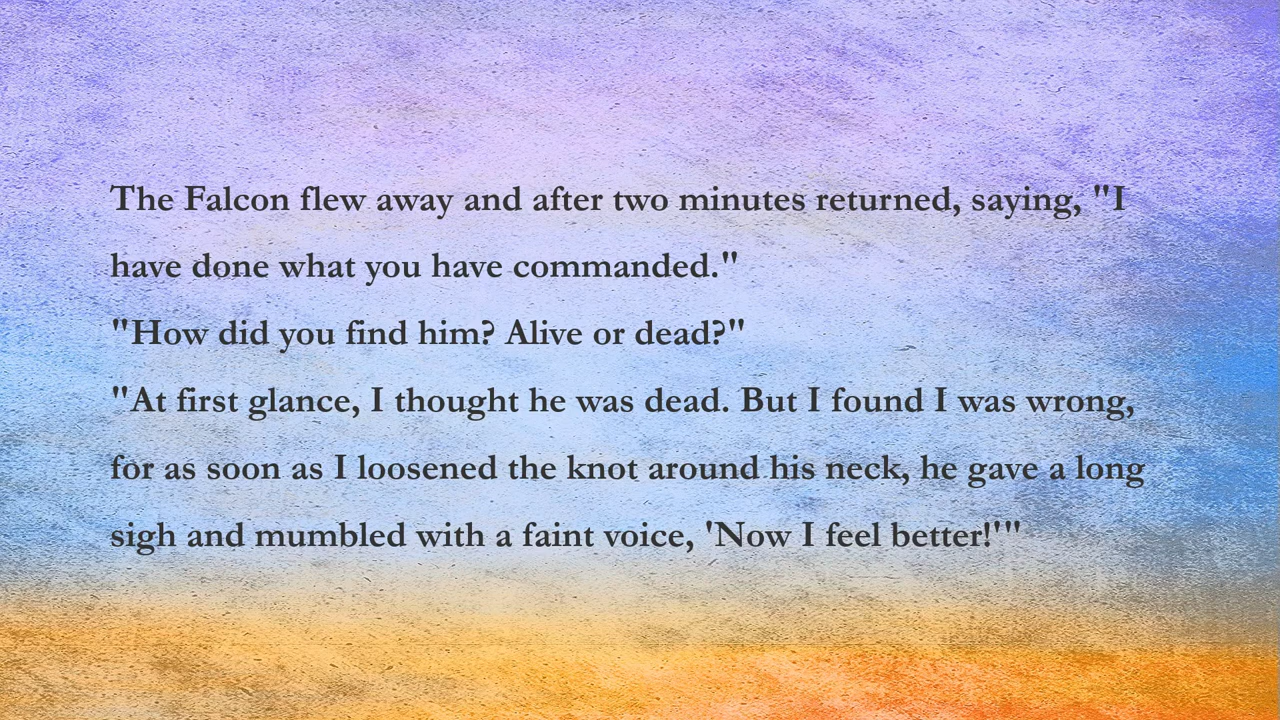 The Falcon flew away and after two minutes returned, saying, "I
have done what you have commanded."
"How did you find him? Alive or dead?"
"At first glance, I thought he was dead. But I found I was wrong,
for as soon as I loosened the knot around his neck, he gave a long
sigh and mumbled with a faint voice, 'Now I feel better!'"